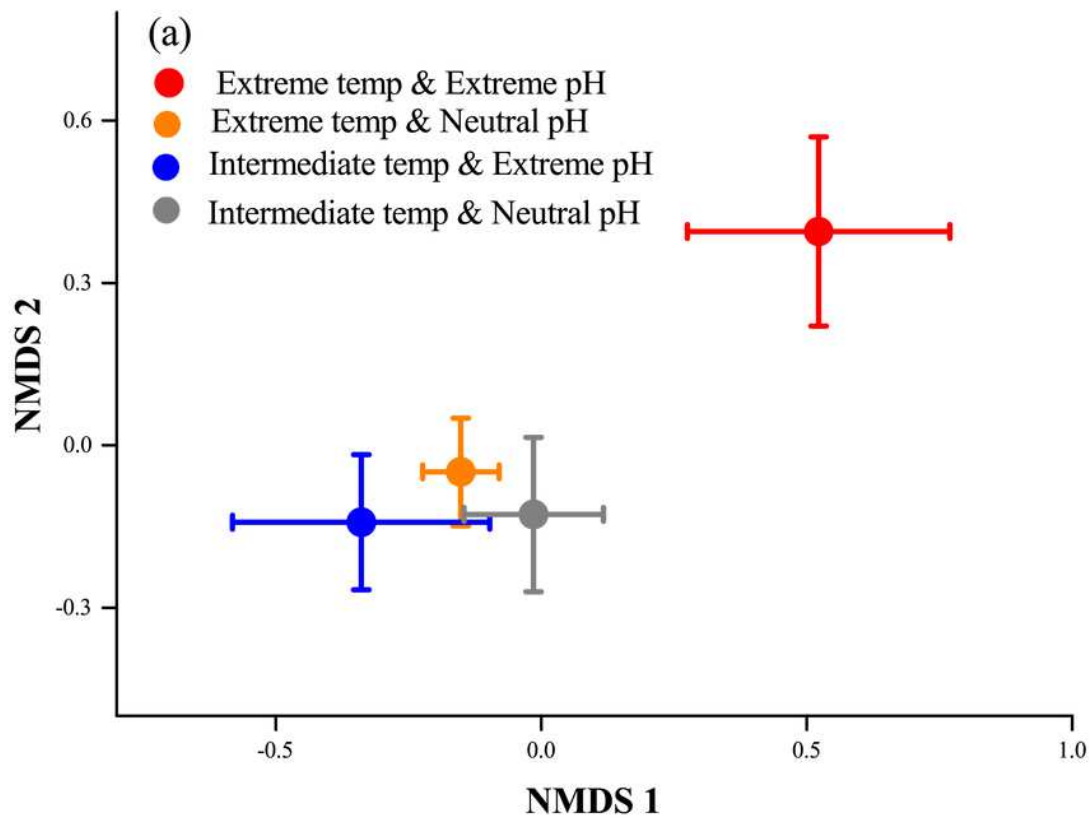 (a)
Extreme temp & Extreme pH
Extreme temp & Neutral pH
Intermediate temp & Extreme pH
Intermediate temp & Neutral pH
NMDS 2
0.6
0.3
0.0
-0.3
-0.5 0.0 0.5 1.0
NMDS 1